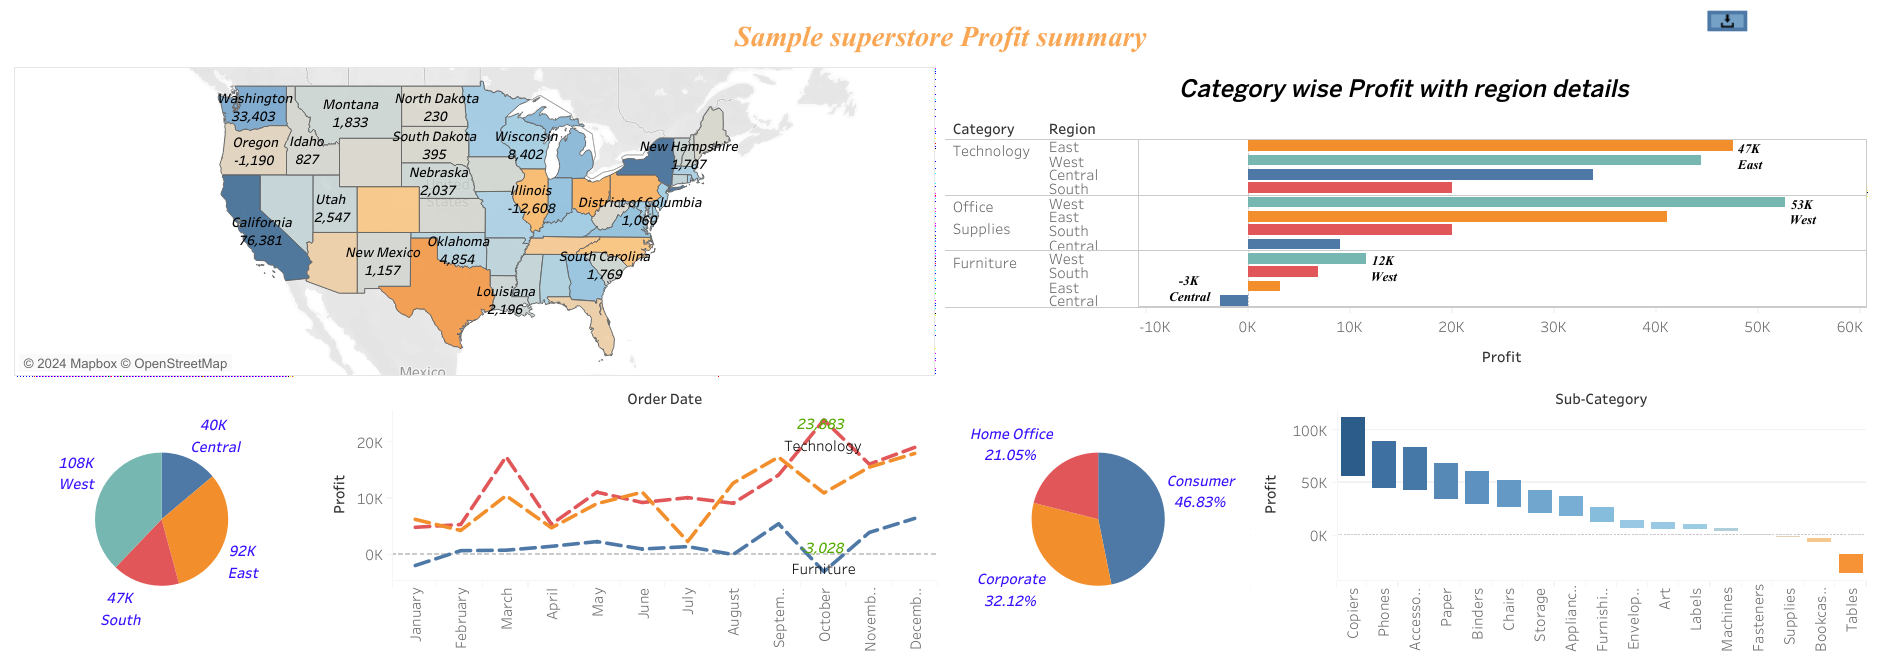 Sample superstore Profit summary
Washington
33,403
Montana
1,833
North Dakota
230
Oregon
-1,190
Idaho
827
South Dakota
395
Wisconsin
8,402
New Hampshire
1,707
Nebraska
2,037
States
Utah
2,547
Illinois
-12,608
District of Columbia
1,060
California
76,381
New Mexico
1,157
Oklahoma
4,854
South Carolina
1,769
Louisiana
2,196
Mexico
© 2024 Mapbox © OpenStreetMap
Category wise Profit with region details
Category Region
Technology
East
West
Central
South
47K
East
Office
Supplies
West
East
South
Central
53K
West
Furniture
West
South
East
Central
12K
West
-3K
Central
-10K 0K 10K 20K 30K 40K 50K 60K
Profit
40K
Central
108K
West
92K
East
47K
South
Order Date
Profit
20K
10K
0K
Technology
3,028
Furniture
January
February
March
April
May
June
July
August
Septem..
October
Novemb..
Decemb..
Home Office
21.05%
Consumer
46.83%
Corporate
32.12%
Sub-Category
Profit
100K
50K
0K
Copiers
Phones
Accesso..
Paper
Binders
Chairs
Storage
Applianc..
Furnishi..
Envelop..
Art
Labels
Machines
Fasteners
Supplies
Bookcas..
Tables